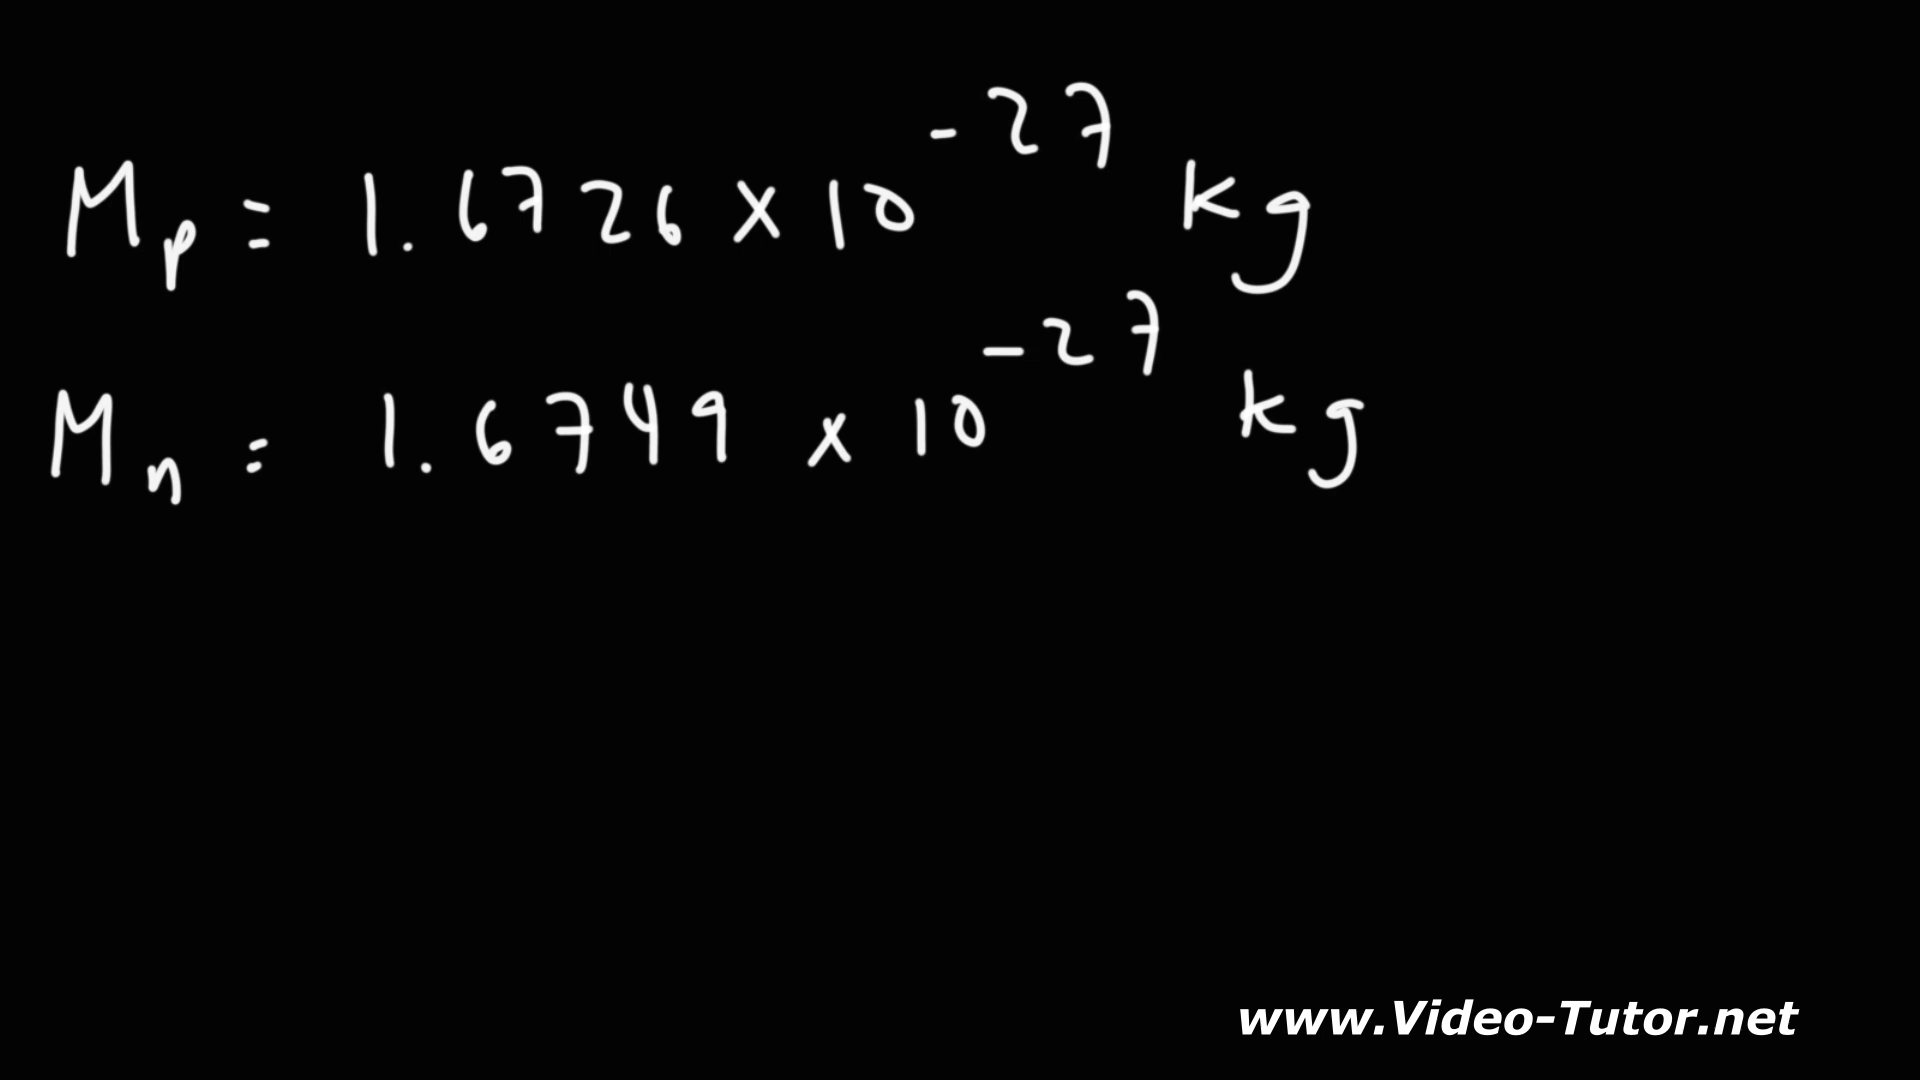 Mp = 1.6726 x 10^-27 kg
Mn = 1.6749 x 10^-27 kg
www.Video-Tutor.net